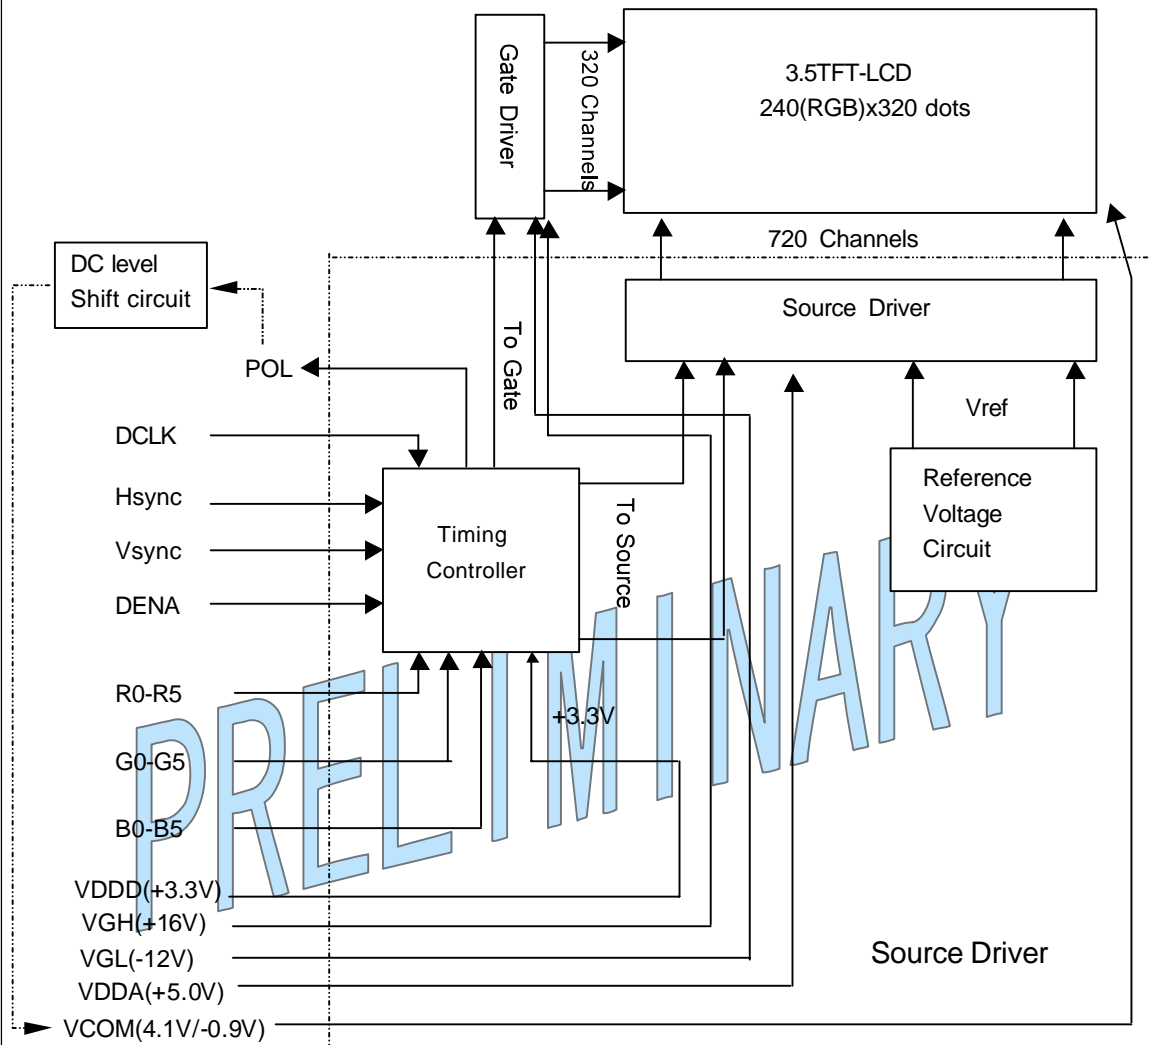 Gate Driver
320 Channels
3.5TFT-LCD
240(RGB)x320 dots
720 Channels
DC level
Shift circuit
Source Driver
POL
To Gate
Vref
DCLK
Hsync
Vsync
DENA
Timing
Controller
To Source
Reference
Voltage
Circuit
R0-R5
G0-G5
B0-B5
+3.3V
PRELIMINARY
VDDD(+3.3V)
VGH(+16V)
VGL(-12V)
VDDA(+5.0V)
VCOM(4.1V/-0.9V)
Source Driver